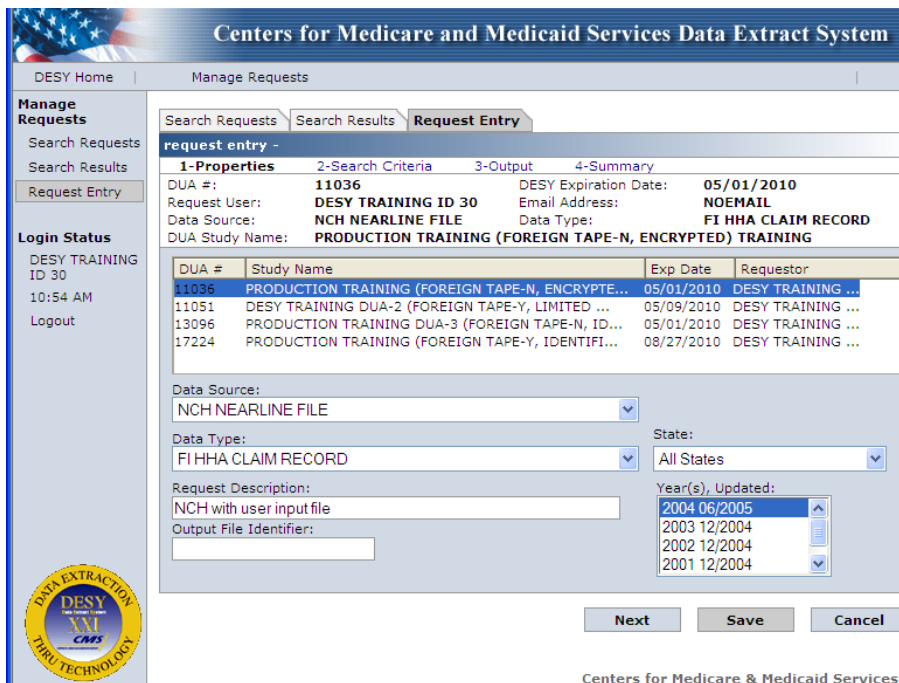 Centers for Medicare and Medicaid Services Data Extract System
DESY Home | Manage Requests |
Manage Requests
Search Requests
Search Results
Request Entry
Login Status
DESY TRAINING ID 30
10:54 AM
Logout
Search Requests Search Results Request Entry
request entry -
1-Properties 2-Search Criteria 3-Output 4-Summary
DUA #: 11036 DESY Expiration Date: 05/01/2010
Request User: DESY TRAINING ID 30 Email Address: NOEMAIL
Data Source: NCH NEARLINE FILE Data Type: FI HHA CLAIM RECORD
DUA Study Name: PRODUCTION TRAINING (FOREIGN TAPE-N, ENCRYPTED) TRAINING
DUA # Study Name Exp Date Requestor
11036 PRODUCTION TRAINING (FOREIGN TAPE-N, ENCRYPTE... 05/01/2010 DESY TRAINING ...
11051 DESY TRAINING DUA-2 (FOREIGN TAPE-Y, LIMITED ... 05/09/2010 DESY TRAINING ...
13096 PRODUCTION TRAINING DUA-3 (FOREIGN TAPE-N, ID... 05/01/2010 DESY TRAINING ...
17224 PRODUCTION TRAINING (FOREIGN TAPE-Y, IDENTIFI... 08/27/2010 DESY TRAINING ...
Data Source:
NCH NEARLINE FILE
Data Type: State:
FI HHA CLAIM RECORD All States
Request Description: Year(s), Updated:
NCH with user input file 2004 06/2005
Output File Identifier: 2003 12/2004
2002 12/2004
2001 12/2004
Next Save Cancel
DATA EXTRACTION
DESY
Data Extract System
XXI
CMS
THRU TECHNOLOGY
Centers for Medicare & Medicaid Services